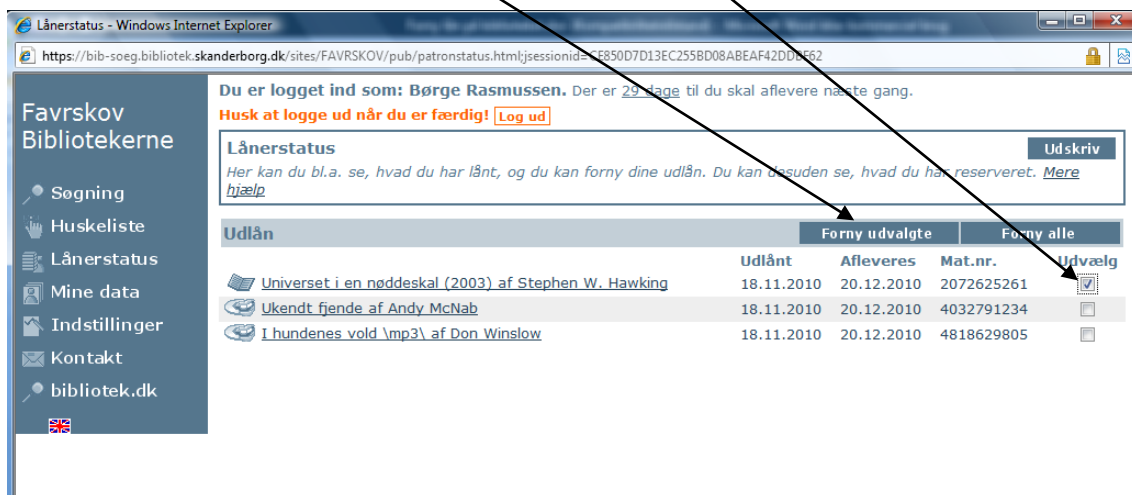 Lånerstatus - Windows Internet Explorer
https://bib-soeg.bibliotek.skanderborg.dk/sites/FAVRSKOV/pub/patronstatus.html;jsessionid=
Favrskov
Bibliotekerne
Søgning
Huskeliste
Lånerstatus
Mine data
Indstillinger
Kontakt
bibliotek.dk
Du er logget ind som: Børge Rasmussen. Der er 29 dage til du skal aflevere næste gang.
Husk at logge ud når du er færdig! Log ud
Lånerstatus Udskriv
Her kan du bl.a. se, hvad du har lånt, og du kan forny dine udlån. Du kan desuden se, hvad du har reserveret. Mere
hjælp
Udlån Forny udvalgte Forny alle
Udlånt Afleveres Mat.nr. Udvælg
Universet i en nøddeskal (2003) af Stephen W. Hawking 18.11.2010 20.12.2010 2072625261
Ukendt fjende af Andy McNab 18.11.2010 20.12.2010 4032791234
I hundenes vold \mp3\ af Don Winslow 18.11.2010 20.12.2010 4818629805